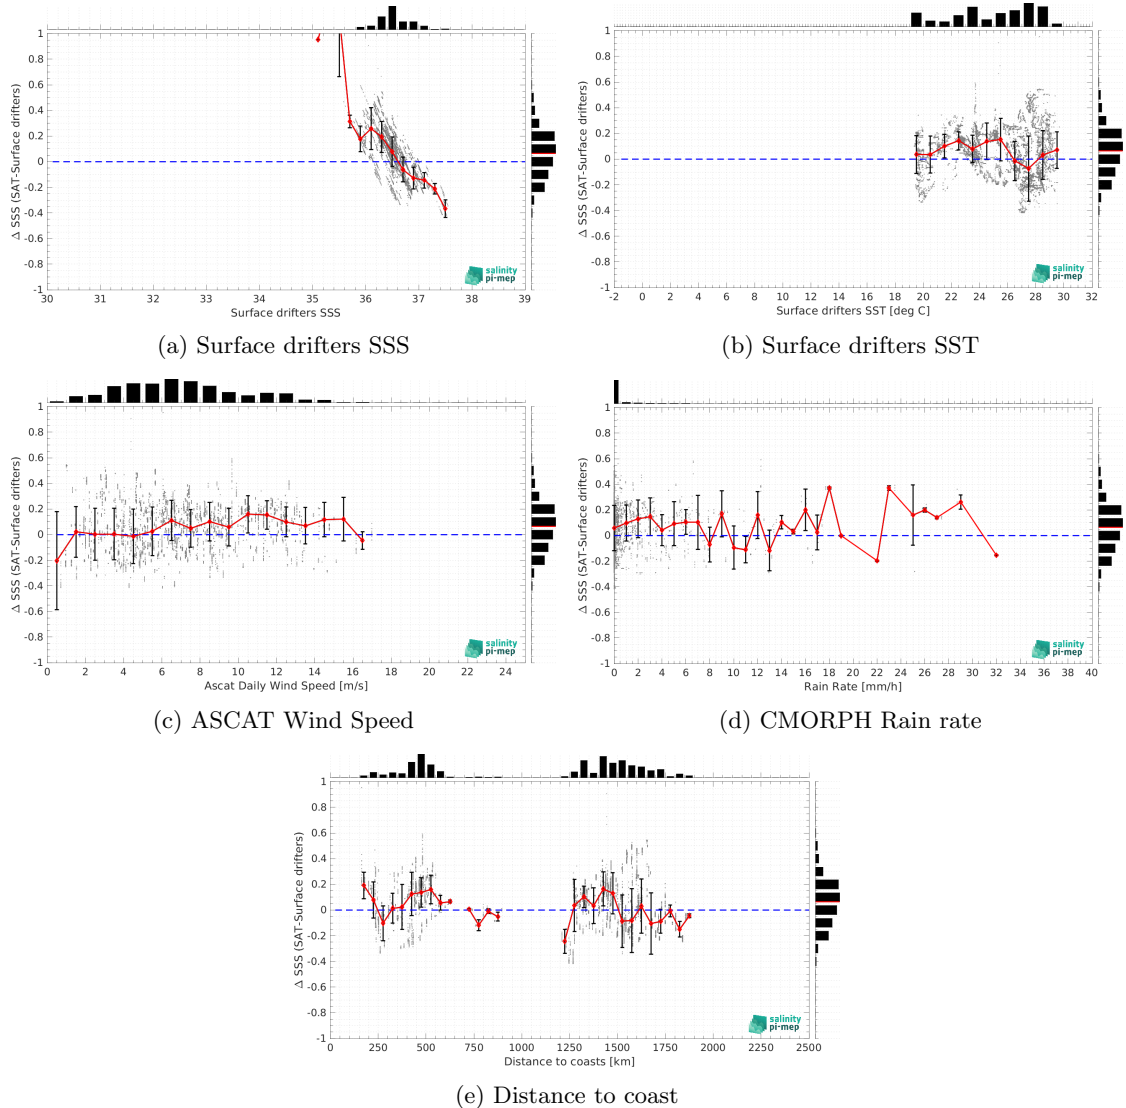 1
0.8
0.6
0.4
0.2
0
-0.2
-0.4
-0.6
-0.8
-1
Δ SSS (SAT-Surface drifters)
30 31 32 33 34 35 36 37 38 39
Surface drifters SSS
salinity
pi-mep
(a) Surface drifters SSS
1
0.8
0.6
0.4
0.2
0
-0.2
-0.4
-0.6
-0.8
-1
Δ SSS (SAT-Surface drifters)
-2 0 2 4 6 8 10 12 14 16 18 20 22 24 26 28 30 32
Surface drifters SST [deg C]
salinity
pi-mep
(b) Surface drifters SST
1
0.8
0.6
0.4
0.2
0
-0.2
-0.4
-0.6
-0.8
-1
Δ SSS (SAT-Surface drifters)
0 2 4 6 8 10 12 14 16 18 20 22 24
Ascat Daily Wind Speed [m/s]
salinity
pi-mep
(c) ASCAT Wind Speed
1
0.8
0.6
0.4
0.2
0
-0.2
-0.4
-0.6
-0.8
-1
Δ SSS (SAT-Surface drifters)
0 2 4 6 8 10 12 14 16 18 20 22 24 26 28 30 32 34 36 38 40
Rain Rate [mm/h]
salinity
pi-mep
(d) CMORPH Rain rate
1
0.8
0.6
0.4
0.2
0
-0.2
-0.4
-0.6
-0.8
-1
Δ SSS (SAT-Surface drifters)
0 250 500 750 1000 1250 1500 1750 2000 2250 2500
Distance to coasts [km]
salinity
pi-mep
(e) Distance to coast